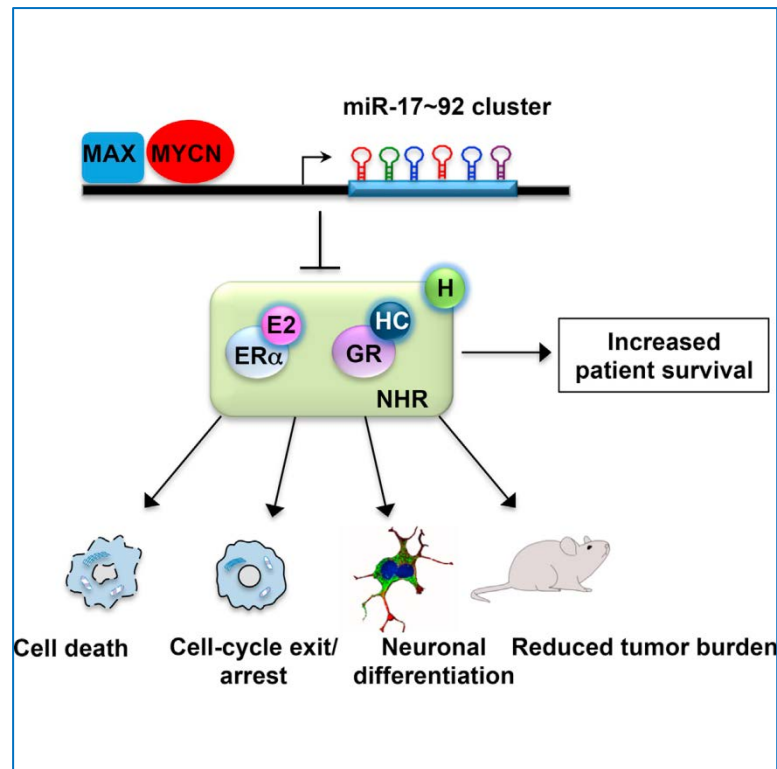 miR-17~92 cluster
MAX MYCN
H
E2 HC
ERα GR
NHR
Increased
patient survival
Cell death
Cell-cycle exit/
arrest
Neuronal
differentiation
Reduced tumor burden